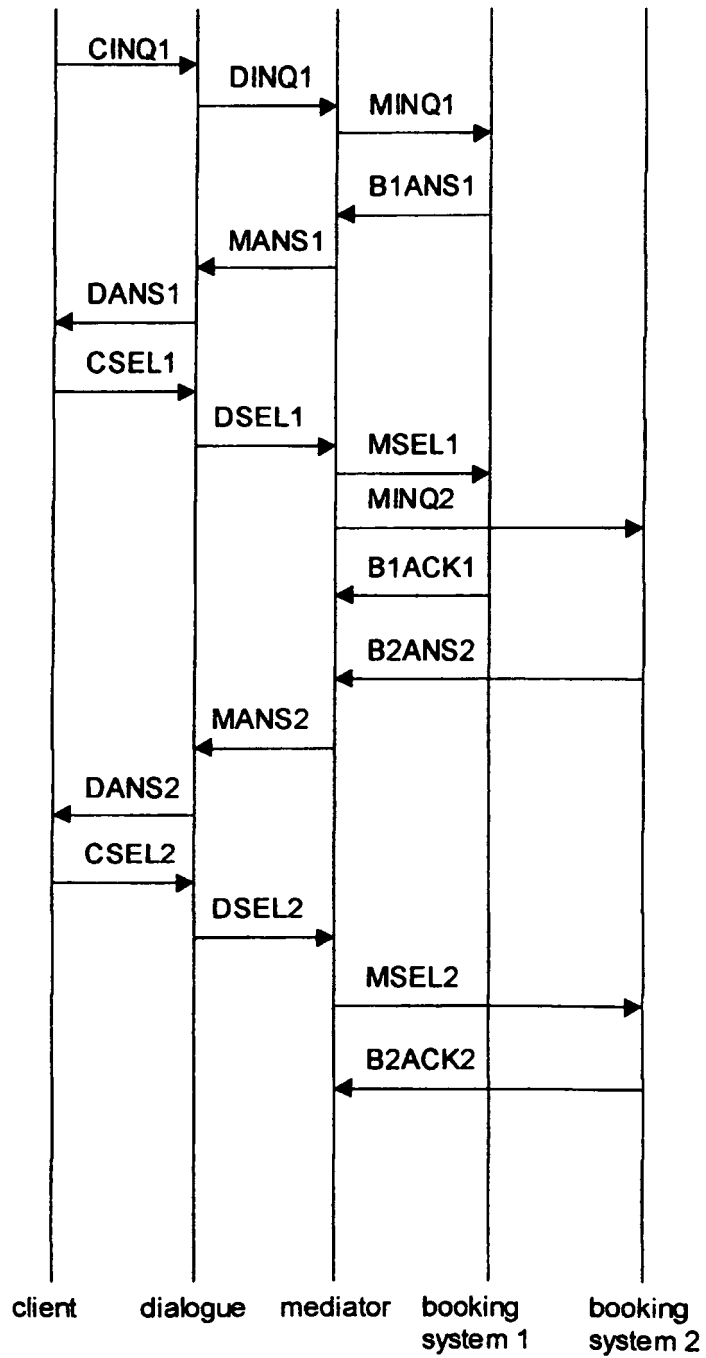 CINQ1
DINQ1
MINQ1
B1ANS1
MANS1
DANS1
CSEL1
DSEL1
MSEL1
MINQ2
B1ACK1
B2ANS2
MANS2
DANS2
CSEL2
DSEL2
MSEL2
B2ACK2
client
dialogue
mediator
booking
system 1
booking
system 2